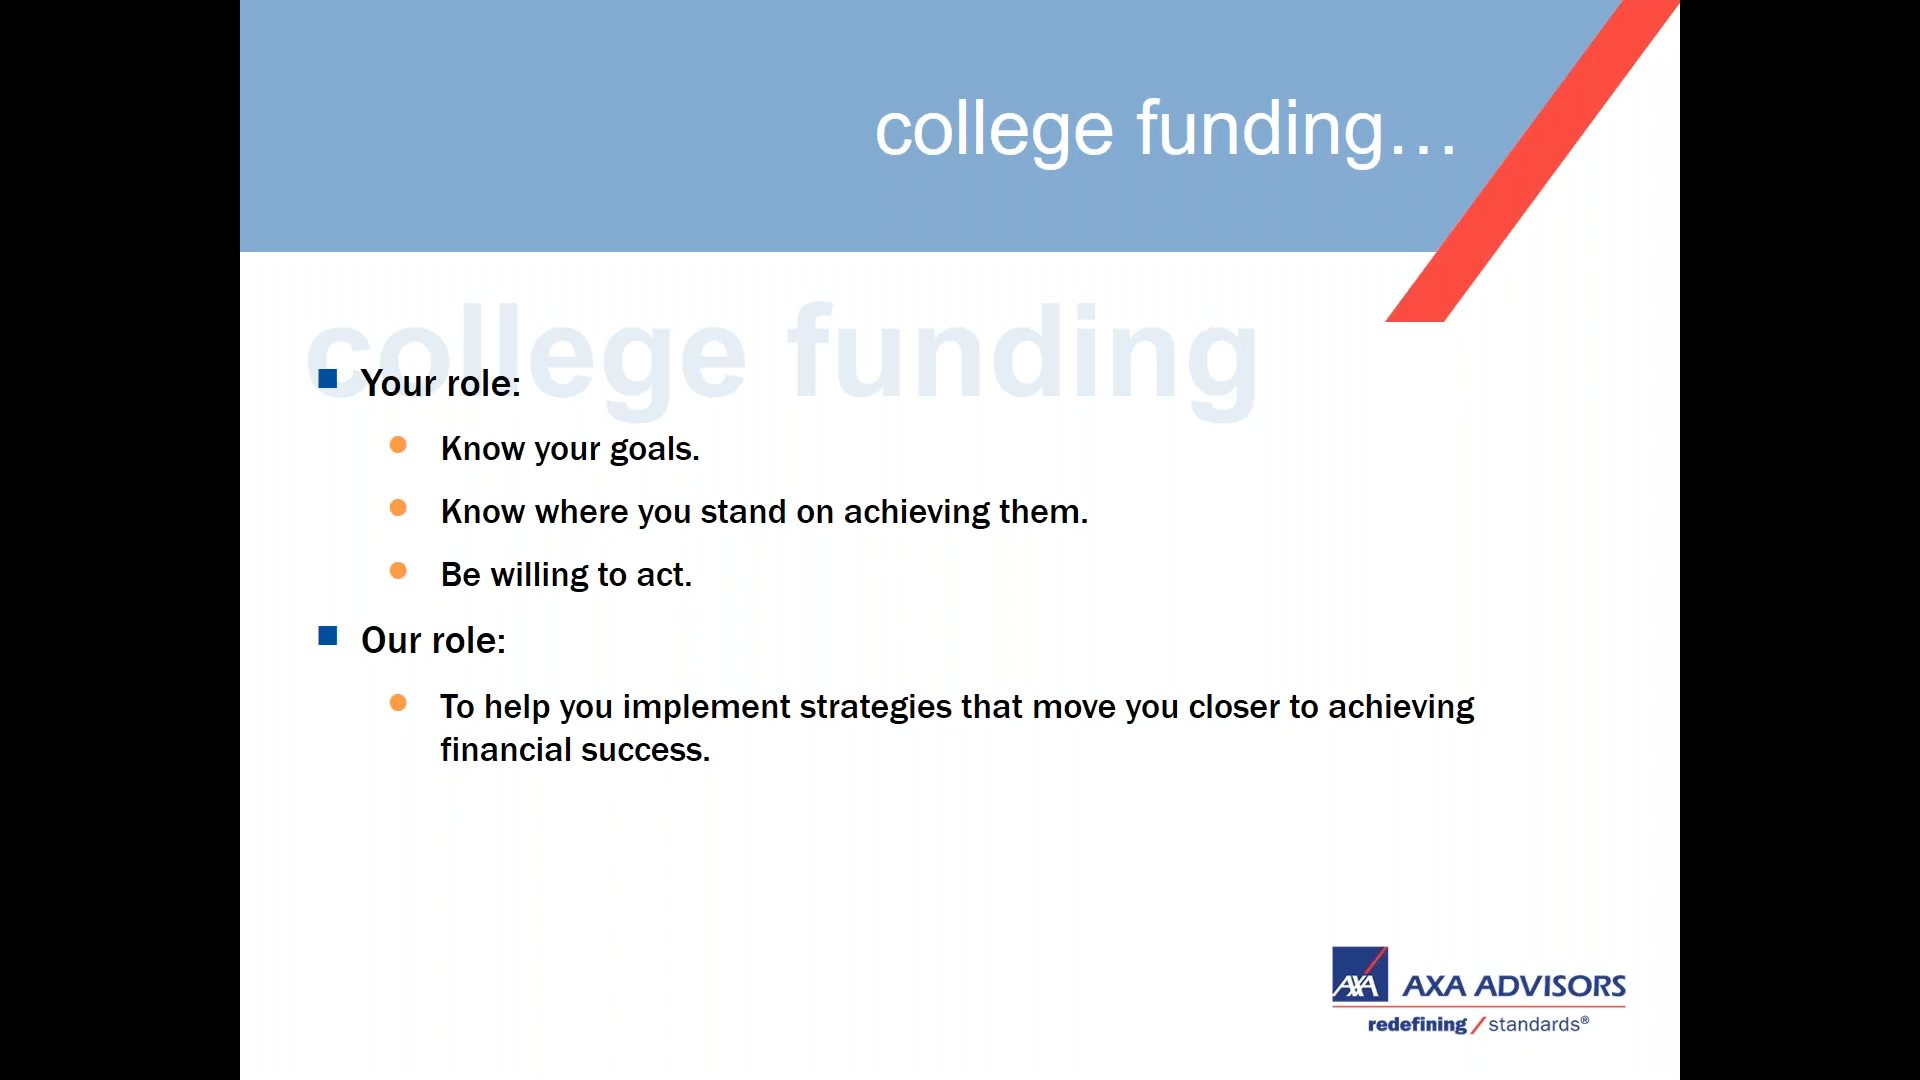 college funding…
college funding
Your role:
Know your goals.
Know where you stand on achieving them.
Be willing to act.
Our role:
To help you implement strategies that move you closer to achieving
financial success.
AXA AXA ADVISORS
redefining / standards®